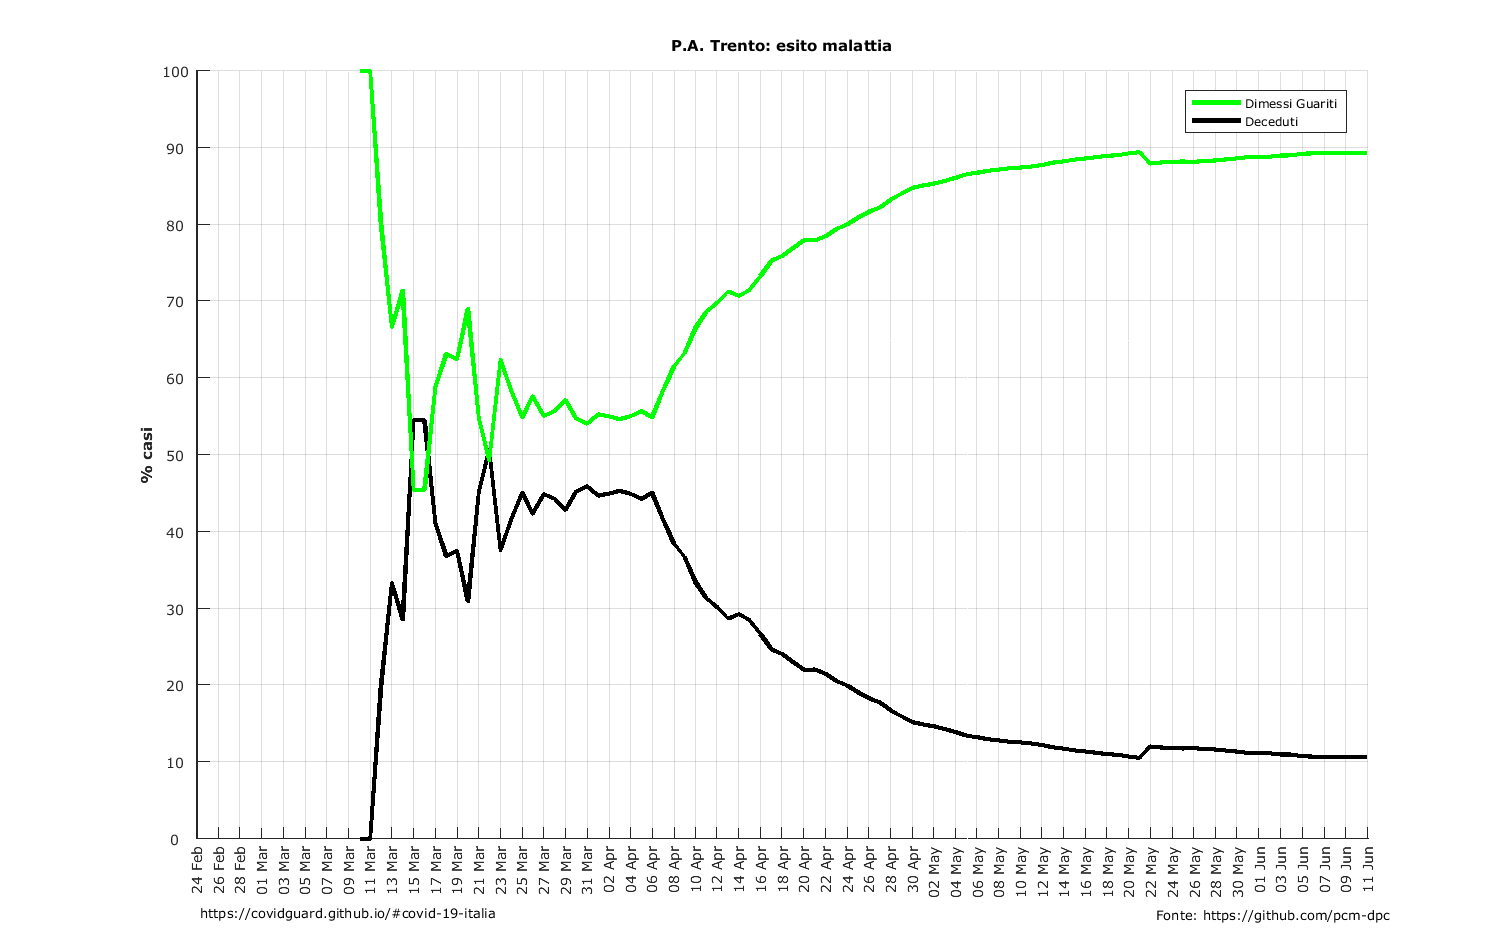 P.A. Trento: esito malattia
Dimessi Guariti
Deceduti
% casi
100
90
80
70
60
50
40
30
20
10
0
24 Feb
26 Feb
28 Feb
01 Mar
03 Mar
05 Mar
07 Mar
09 Mar
11 Mar
13 Mar
15 Mar
17 Mar
19 Mar
21 Mar
23 Mar
25 Mar
27 Mar
29 Mar
31 Mar
02 Apr
04 Apr
06 Apr
08 Apr
10 Apr
12 Apr
14 Apr
16 Apr
18 Apr
20 Apr
22 Apr
24 Apr
26 Apr
28 Apr
30 Apr
02 May
04 May
06 May
08 May
10 May
12 May
14 May
16 May
18 May
20 May
22 May
24 May
26 May
28 May
30 May
01 Jun
03 Jun
05 Jun
07 Jun
09 Jun
11 Jun
https://covidguard.github.io/#covid-19-italia
Fonte: https://github.com/pcm-dpc